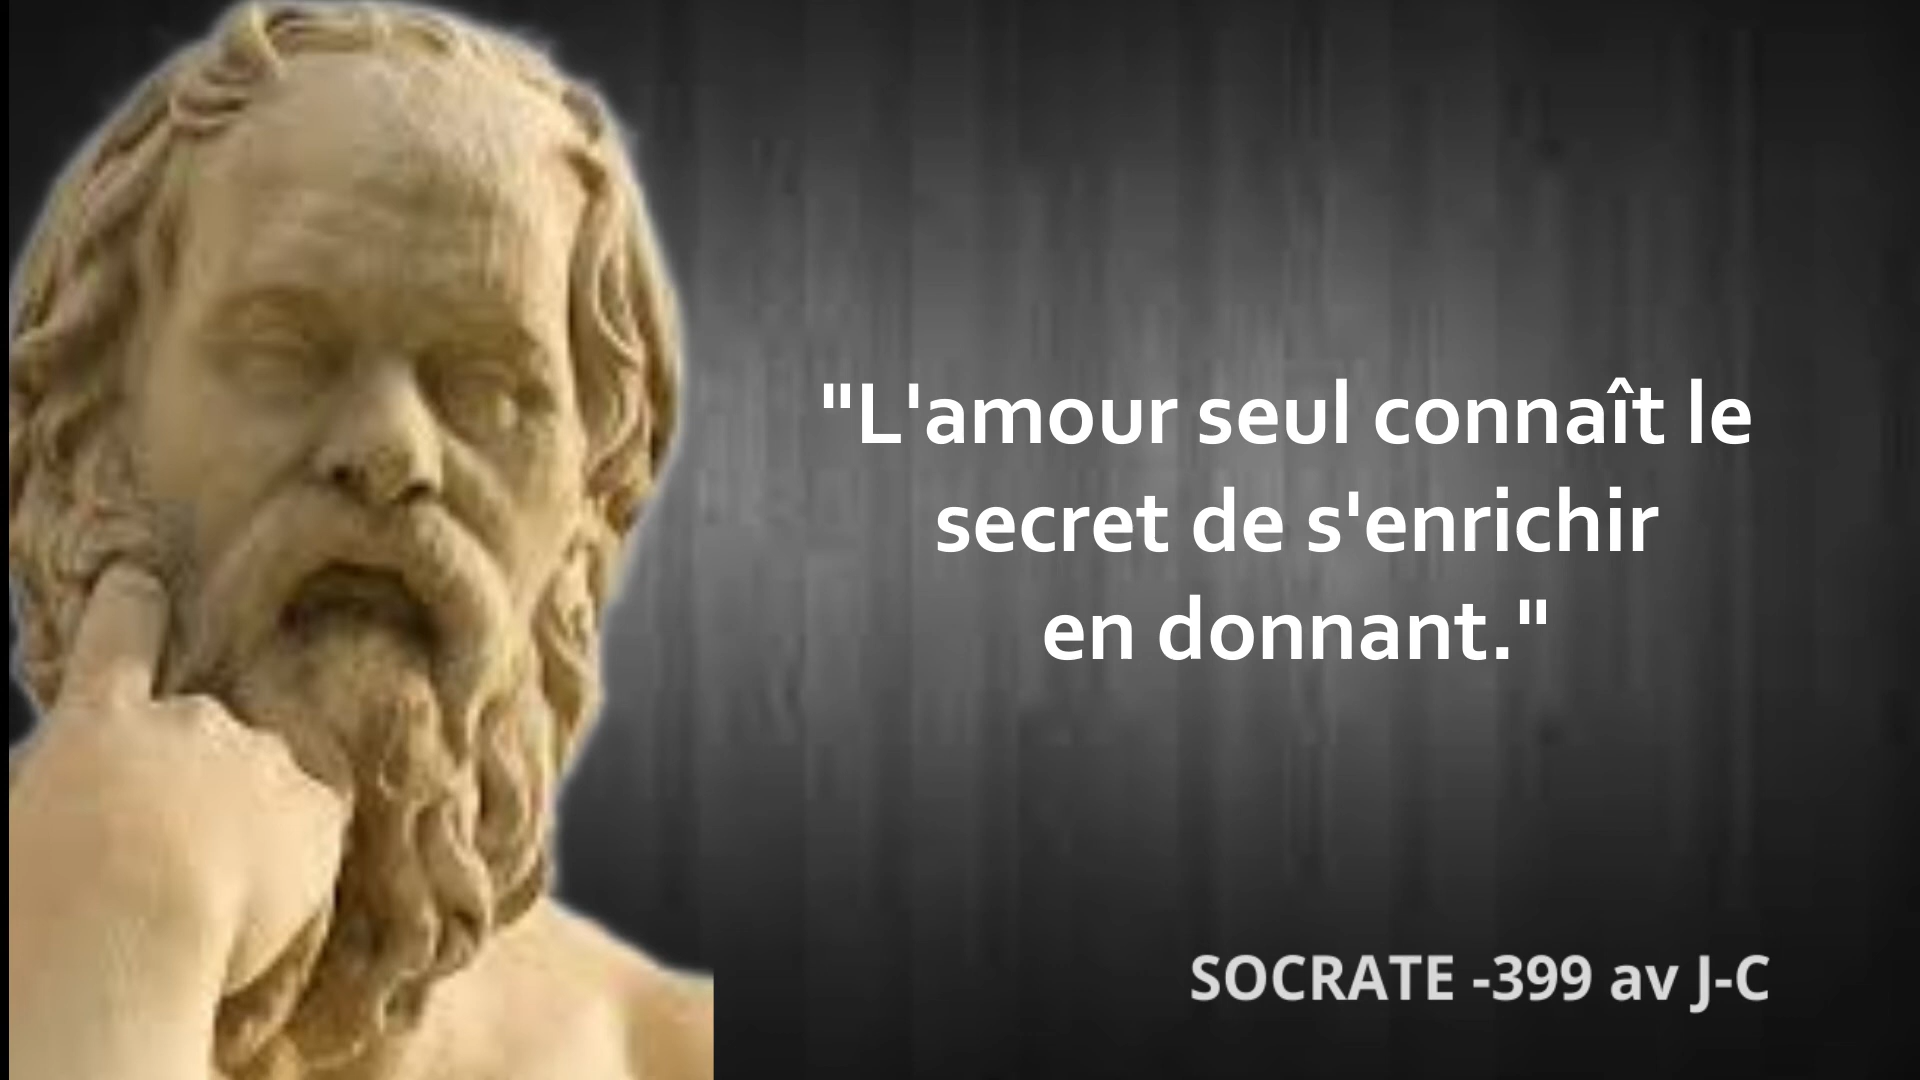 "L'amour seul connaît le
secret de s'enrichir
en donnant."
SOCRATE -399 av J-C